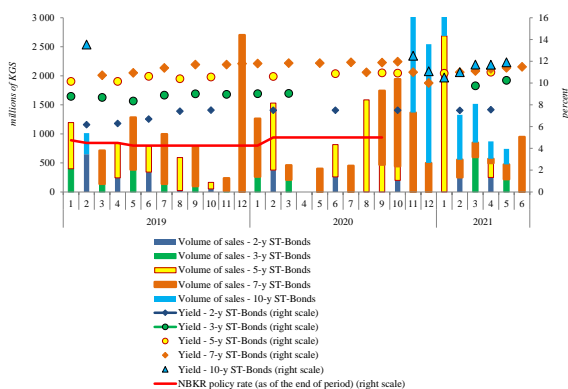 3 000 16
14
2 500
12
2 000
10
1 500 8
6
1 000
4
500
2
0 0
millions of KGS
percent
1 2 3 4 5 6 7 8 9 10 11 12 1 2 3 4 5 6 7 8 9 10 11 12 1 2 3 4 5 6
2019 2020 2021
Volume of sales - 2-y ST-Bonds
Volume of sales - 3-y ST-Bonds
Volume of sales - 5-y ST-Bonds
Volume of sales - 7-y ST-Bonds
Volume of sales - 10-y ST-Bonds
Yield - 2-y ST-Bonds (right scale)
Yield - 3-y ST-Bonds (right scale)
Yield - 5-y ST-Bonds (right scale)
Yield - 7-y ST-Bonds (right scale)
Yield - 10-y ST-Bonds (right scale)
NBKR policy rate (as of the end of period) (right scale)